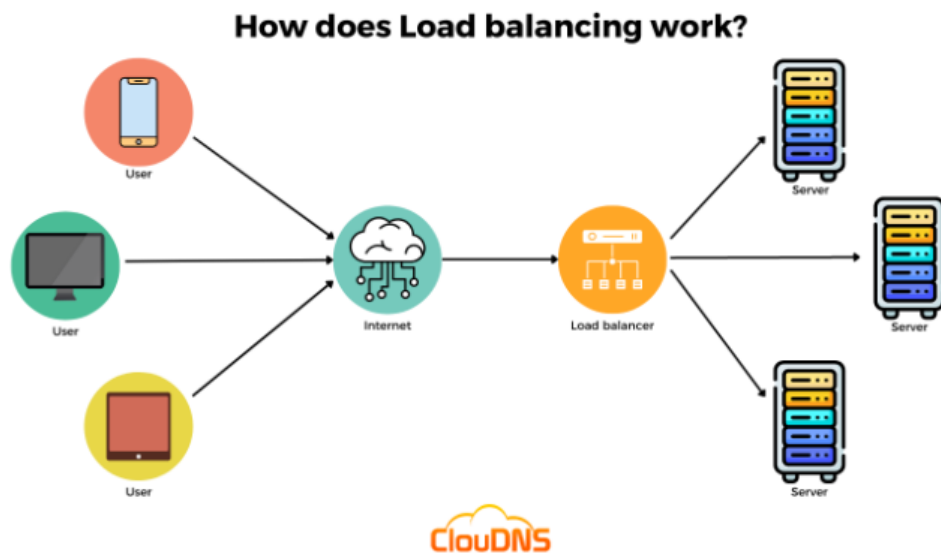 How does Load balancing work?
User
Server
User
Internet
Load balancer
Server
User
Server
ClouDNS